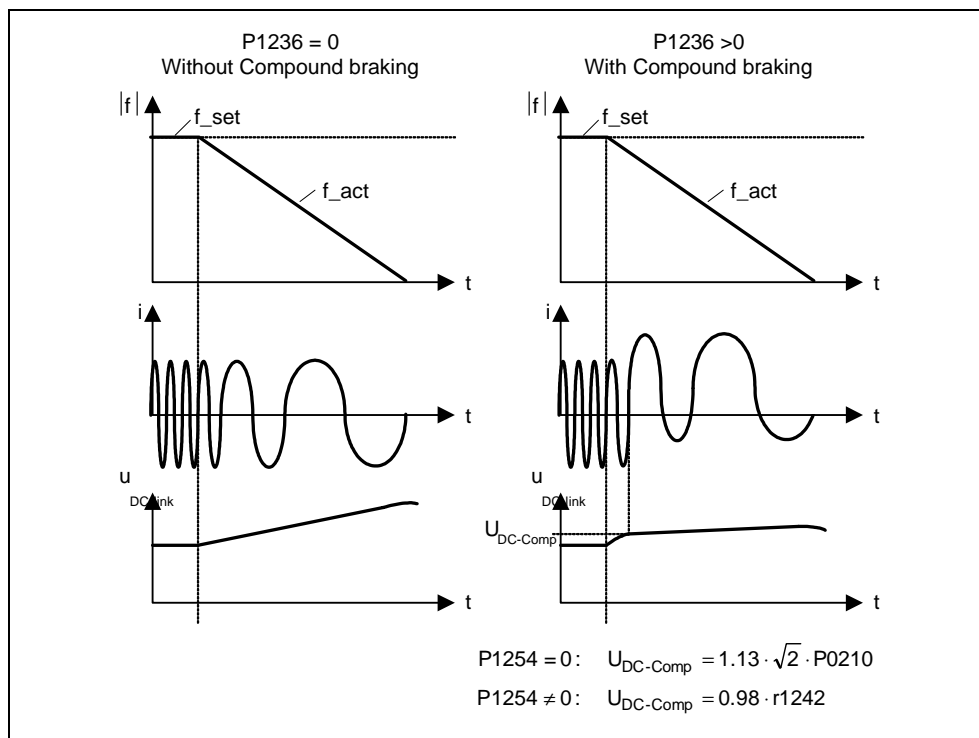 P1236 = 0
Without Compound braking
P1236 >0
With Compound braking
|f|
f_set
f_act
t
|f|
f_set
f_act
t
i
t
i
t
u
DC-link
t
u
DC-link
U_DC-Comp
t
P1254 = 0 : U_DC-Comp = 1.13 · √2 · P0210
P1254 ≠ 0 : U_DC-Comp = 0.98 · r1242